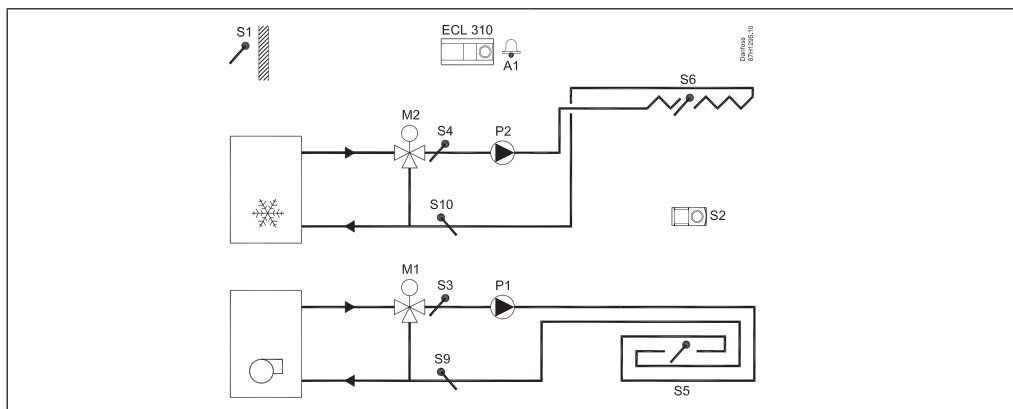 S1
ECL 310
A1
Danfoss
87H1295.10
S6
M2
S4
P2
S10
S2
M1
S3
P1
S9
S5